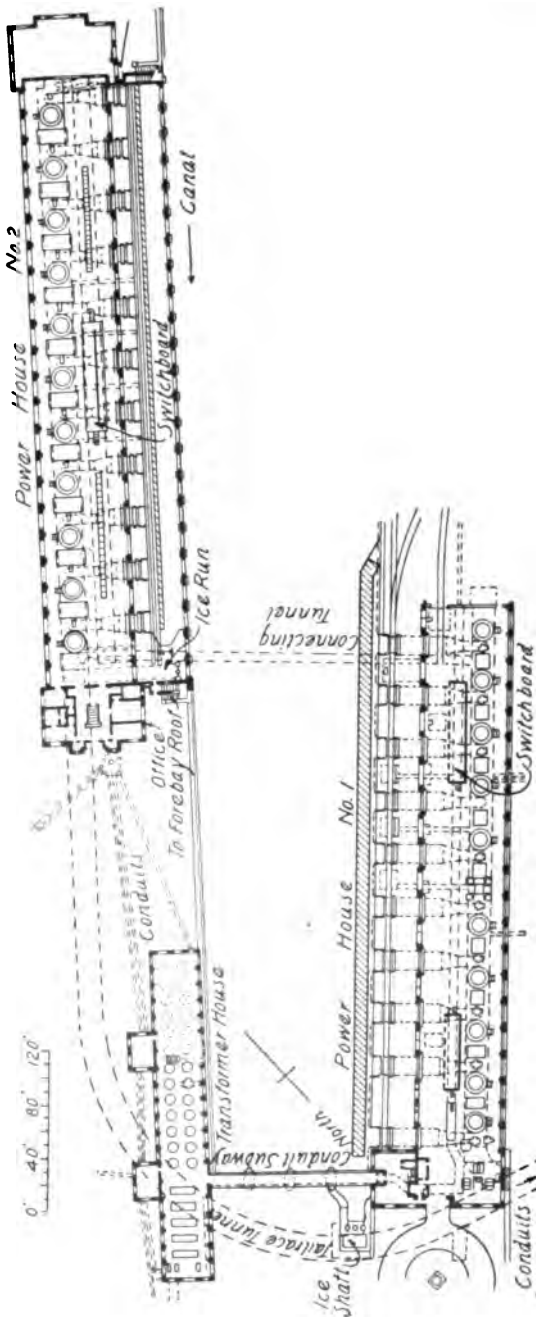 Power House No.2
Canal
Switchboard
Ice Run
Connecting
Tunnel
Office
To Forebay Roof
Conduits
Transformer House
0' 40' 80' 120'
Power House No.1
Switchboard
North
Conduit Subway
Tailrace Tunnel
Ice
Shaft
Conduits